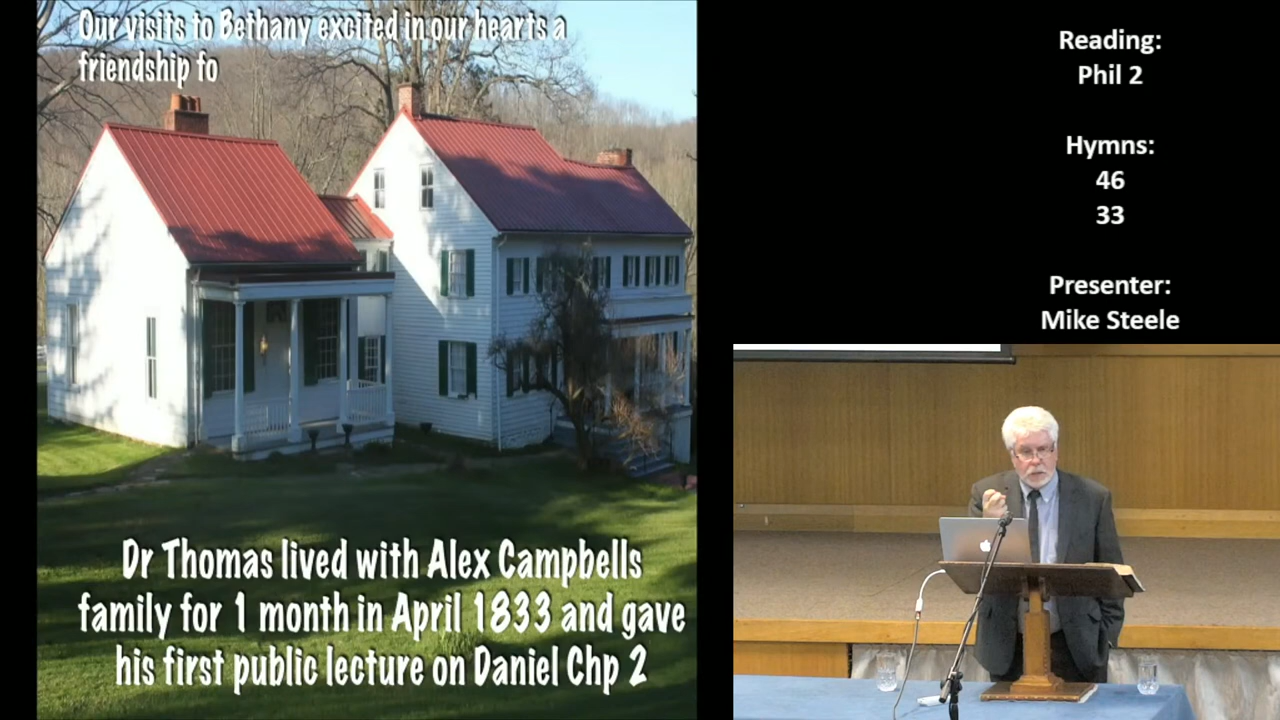 Our visits to Bethany excited in our hearts a
friendship fo
Dr Thomas lived with Alex Campbells
family for 1 month in April 1833 and gave
his first public lecture on Daniel Chp 2
Reading:
Phil 2
Hymns:
46
33
Presenter:
Mike Steele